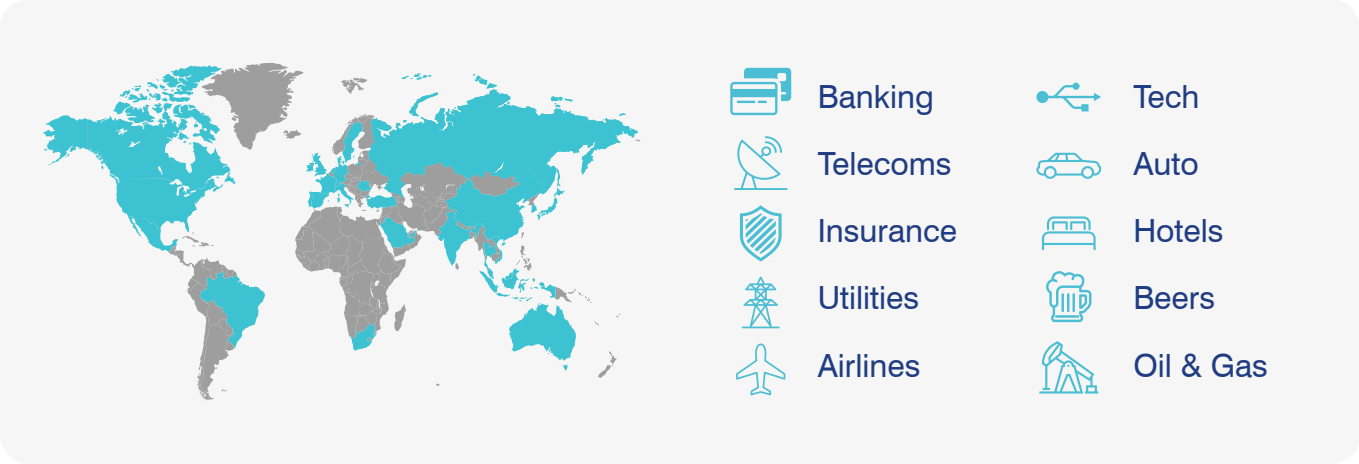 Banking
Telecoms
Insurance
Utilities
Airlines
Tech
Auto
Hotels
Beers
Oil & Gas